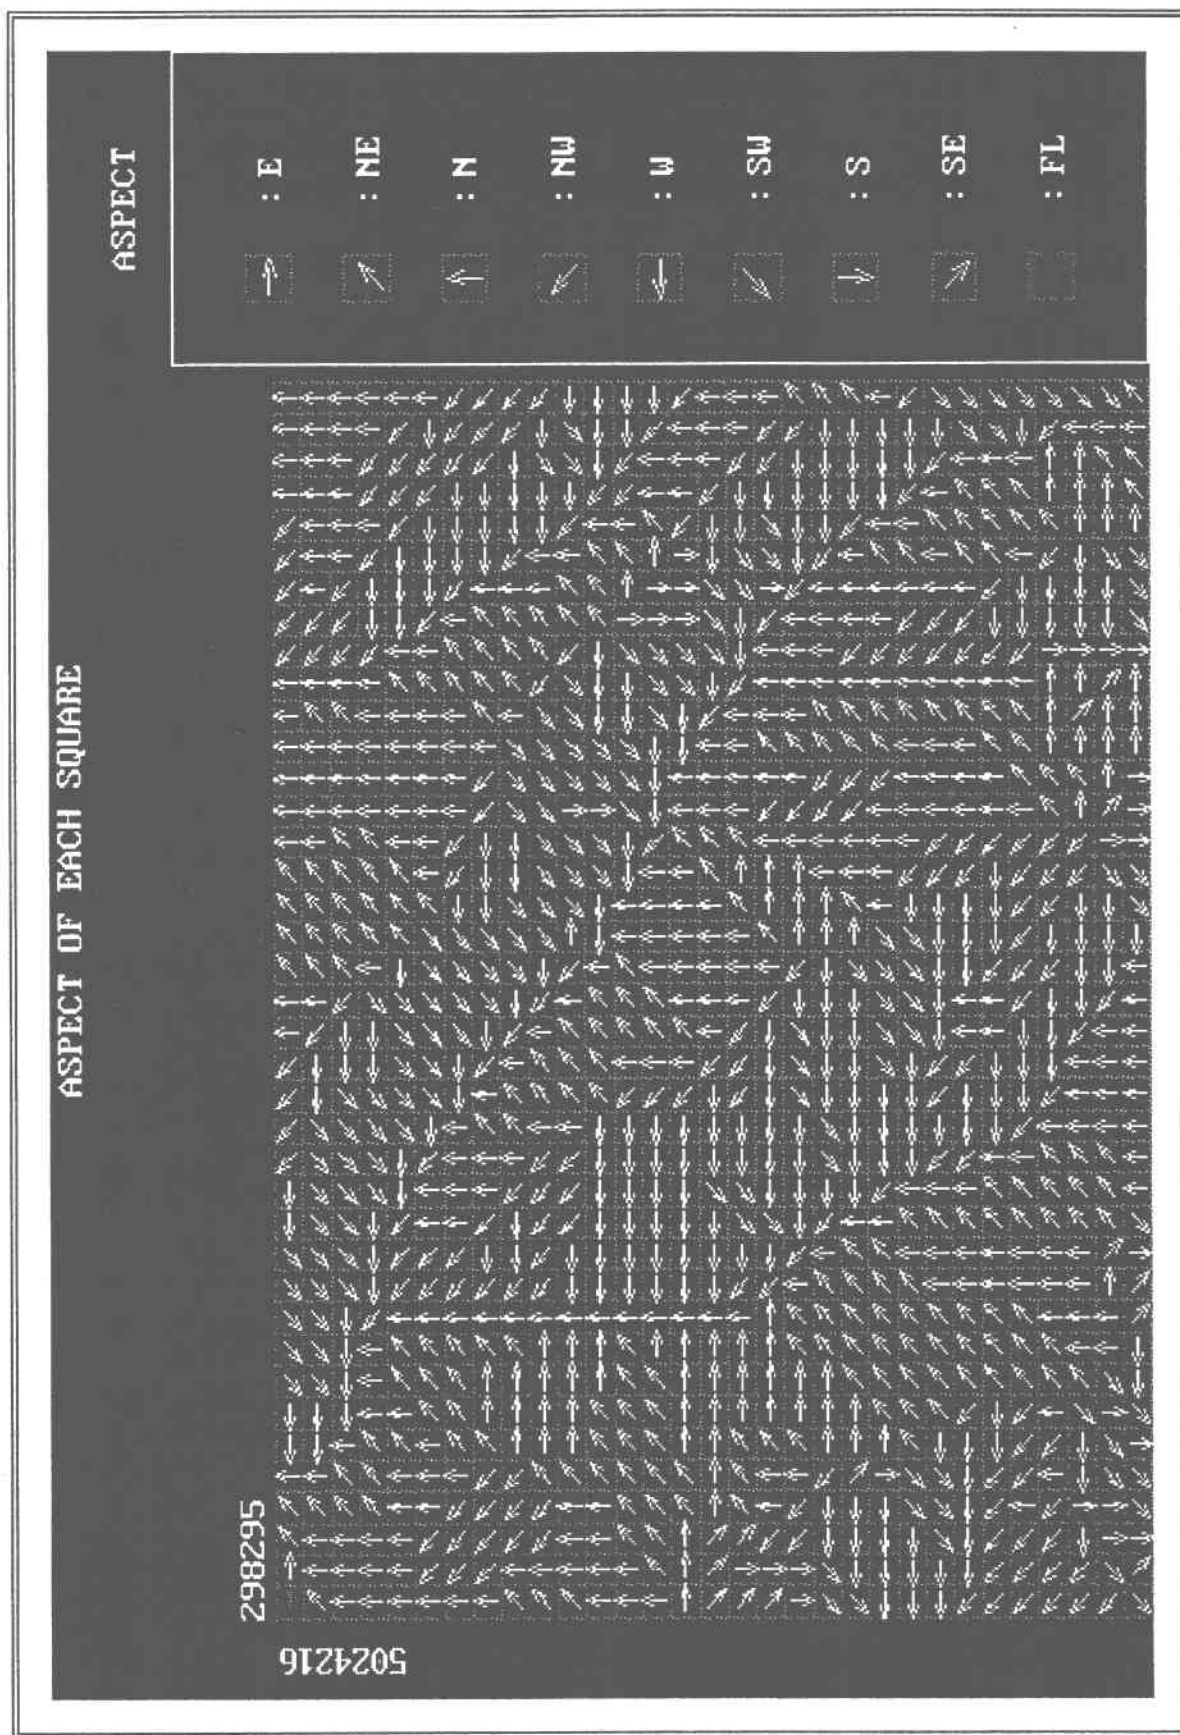 ASPECT OF EACH SQUARE
ASPECT
298295
5024216
: E
: NE
: N
: NW
: W
: SW
: S
: SE
: FL